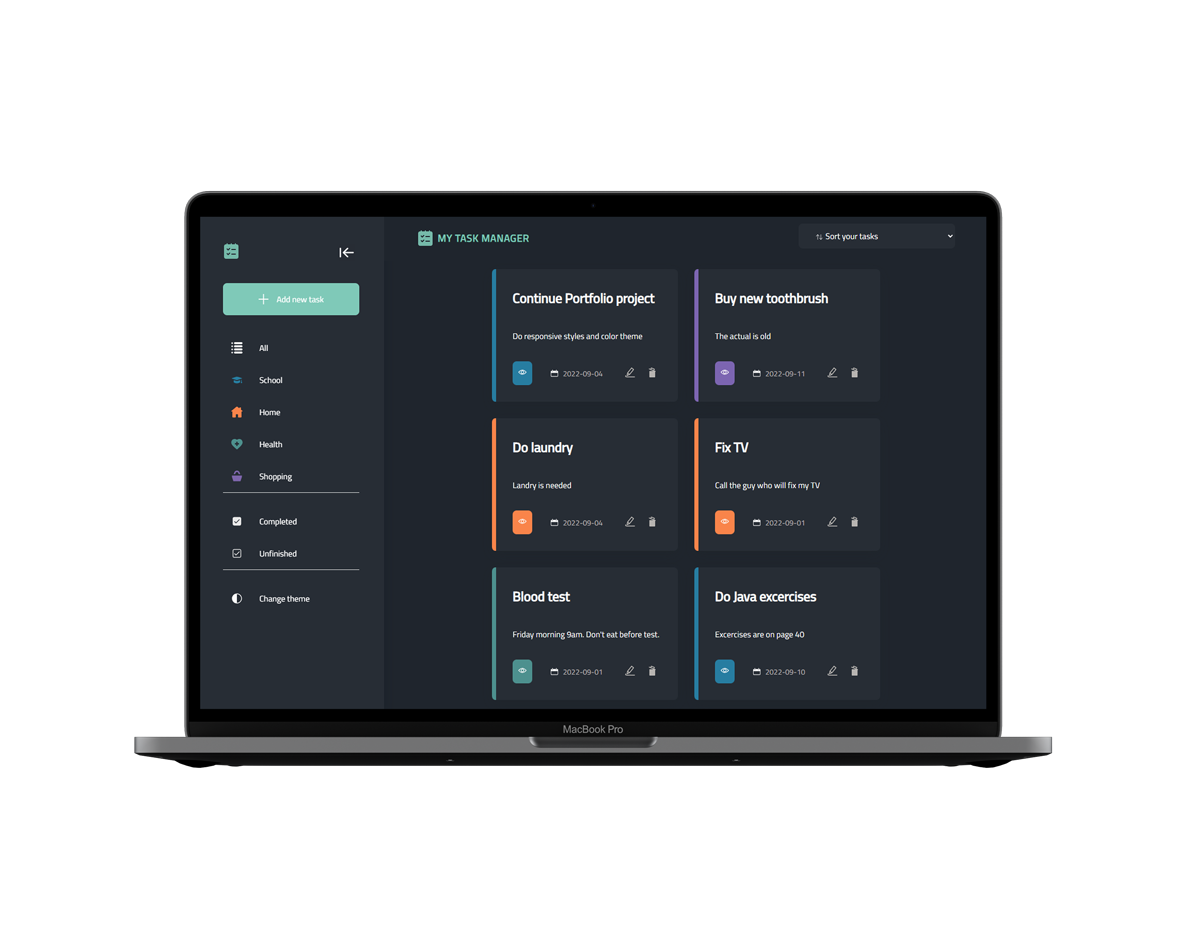 MY TASK MANAGER
Sort your tasks
Add new task
All
School
Home
Health
Shopping
Completed
Unfinished
Change theme
Continue Portfolio project
Do responsive styles and color theme
2022-09-04
Buy new toothbrush
The actual is old
2022-09-11
Do laundry
Landry is needed
2022-09-04
Fix TV
Call the guy who will fix my TV
2022-09-01
Blood test
Friday morning 9am. Don't eat before test.
2022-09-01
Do Java excercises
Excercises are on page 40
2022-09-10
MacBook Pro